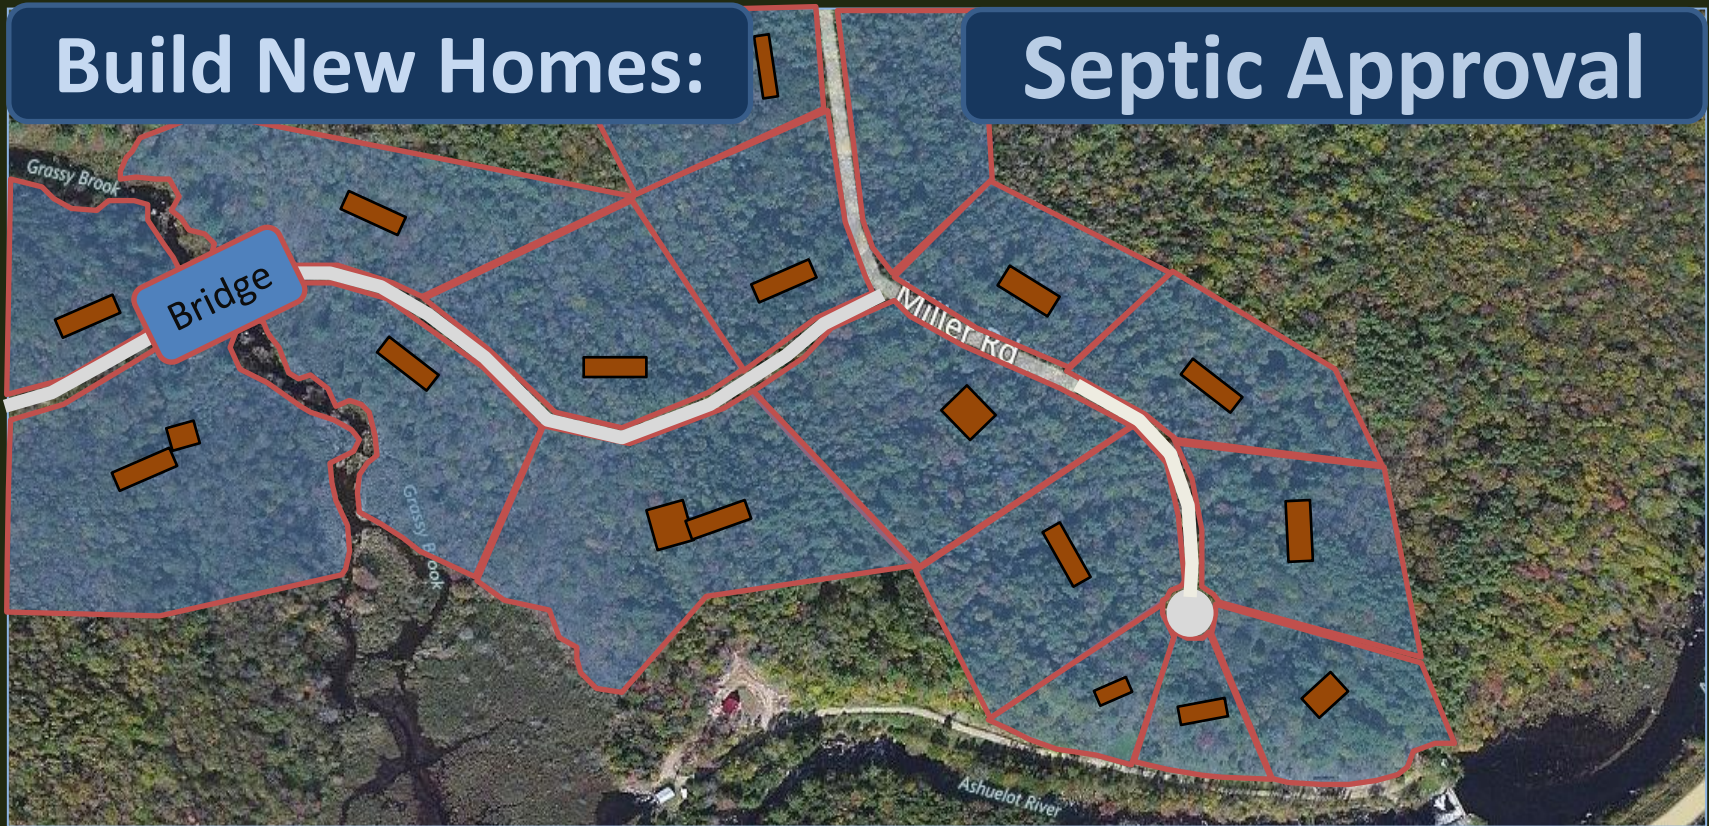 Build New Homes:
Septic Approval
Grassy Brook
Bridge
Miller Rd
Grassy Brook
Ashuelot River